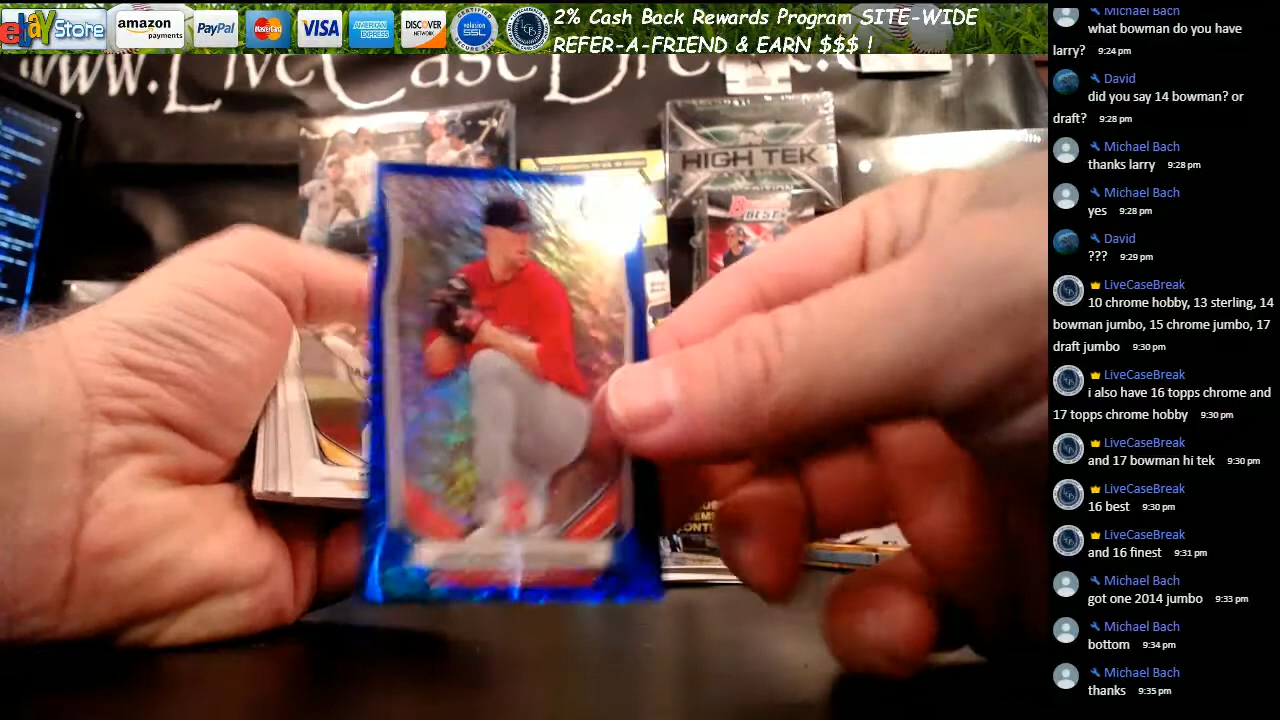 ebay Store
amazon
payments
PayPal
MasterCard
VISA
AMERICAN
EXPRESS
DISCOVER
NETWORK
2% Cash Back Rewards Program SITE-WIDE
REFER-A-FRIEND & EARN $$$ !
www.LiveCaseBreak.com
HIGH TEK
BEST
Michael Bach
what bowman do you have
larry? 9:24 pm
David
did you say 14 bowman? or
draft? 9:28 pm
Michael Bach
thanks larry 9:28 pm
Michael Bach
yes 9:28 pm
David
??? 9:29 pm
LiveCaseBreak
10 chrome hobby, 13 sterling, 14
bowman jumbo, 15 chrome jumbo, 17
draft jumbo 9:30 pm
LiveCaseBreak
i also have 16 topps chrome and
17 topps chrome hobby 9:30 pm
LiveCaseBreak
and 17 bowman hi tek 9:30 pm
LiveCaseBreak
16 best 9:30 pm
LiveCaseBreak
and 16 finest 9:31 pm
Michael Bach
got one 2014 jumbo 9:33 pm
Michael Bach
bottom 9:34 pm
Michael Bach
thanks 9:35 pm